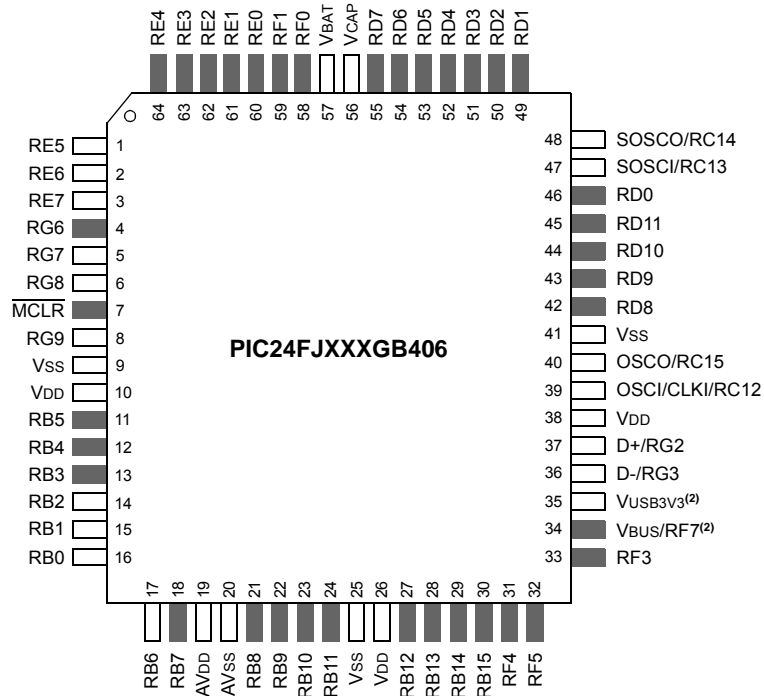 RE4 RE3 RE2 RE1 RE0 RF1 RF0 VBAT VCAP RD7 RD6 RD5 RD4 RD3 RD2 RD1
64 63 62 61 60 59 58 57 56 55 54 53 52 51 50 49
RE5 1
RE6 2
RE7 3
RG6 4
RG7 5
RG8 6
MCLR 7
RG9 8
VSS 9
VDD 10
RB5 11
RB4 12
RB3 13
RB2 14
RB1 15
RB0 16
PIC24FJXXXGB406
48 SOSCO/RC14
47 SOSCI/RC13
46 RD0
45 RD11
44 RD10
43 RD9
42 RD8
41 VSS
40 OSCO/RC15
39 OSCI/CLKI/RC12
38 VDD
37 D+/RG2
36 D-/RG3
35 VUSB3V3(2)
34 VBUS/RF7(2)
33 RF3
17 18 19 20 21 22 23 24 25 26 27 28 29 30 31 32
RB6 RB7 AVDD AVSS RB8 RB9 RB10 RB11 VSS VDD RB12 RB13 RB14 RB15 RF4 RF5